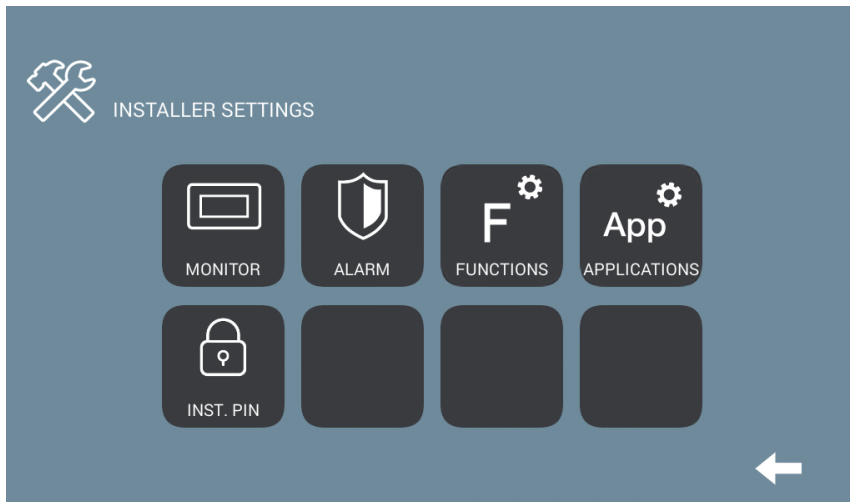 INSTALLER SETTINGS
MONITOR
ALARM
F
FUNCTIONS
App
APPLICATIONS
INST. PIN